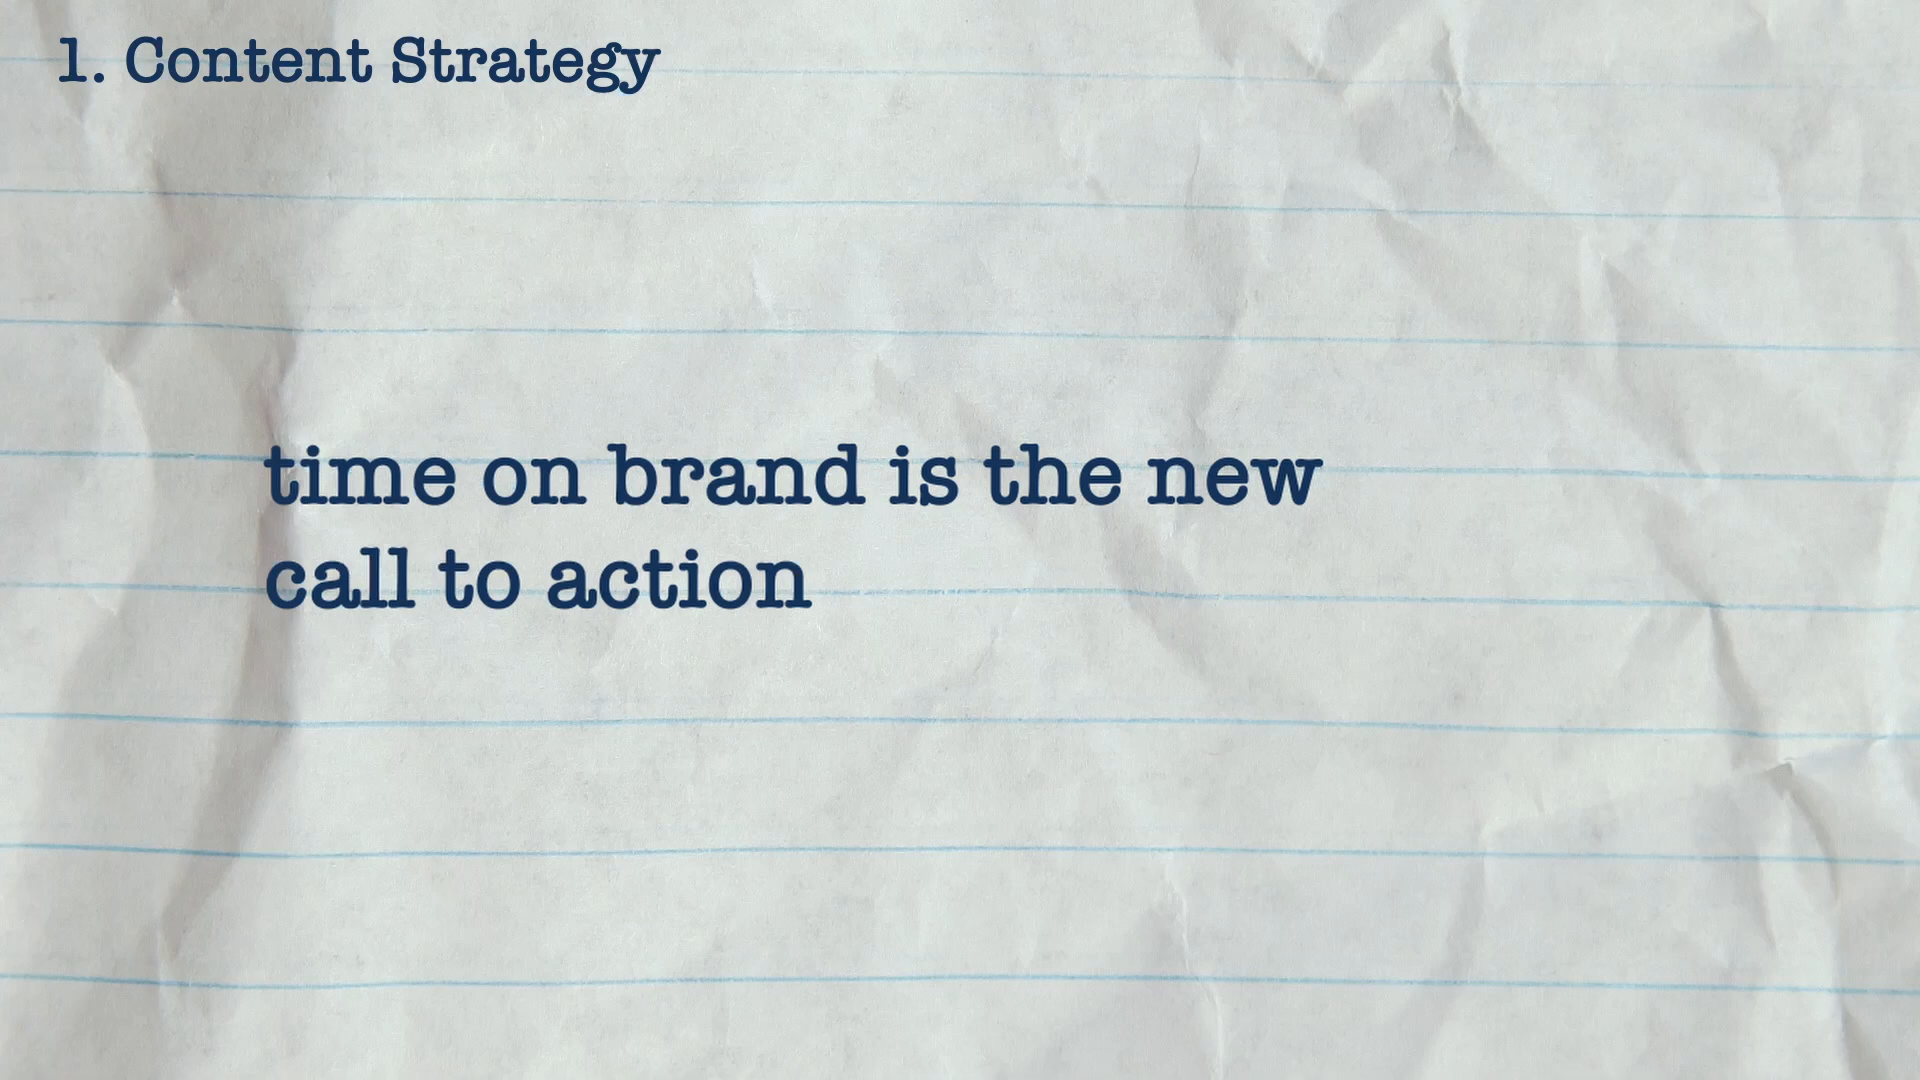 1. Content Strategy
time on brand is the new
call to action